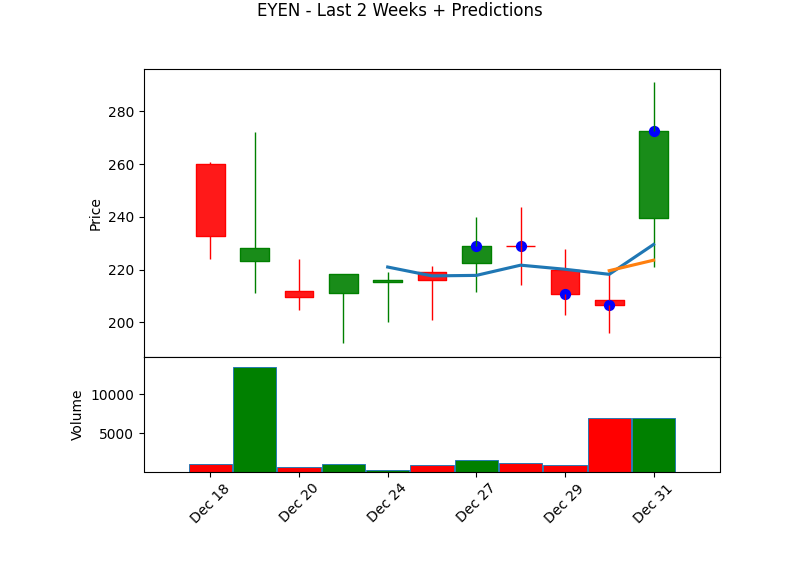 EYEN - Last 2 Weeks + Predictions
280
260
240
220
200
Price
10000
5000
Volume
Dec 18
Dec 20
Dec 24
Dec 27
Dec 29
Dec 31